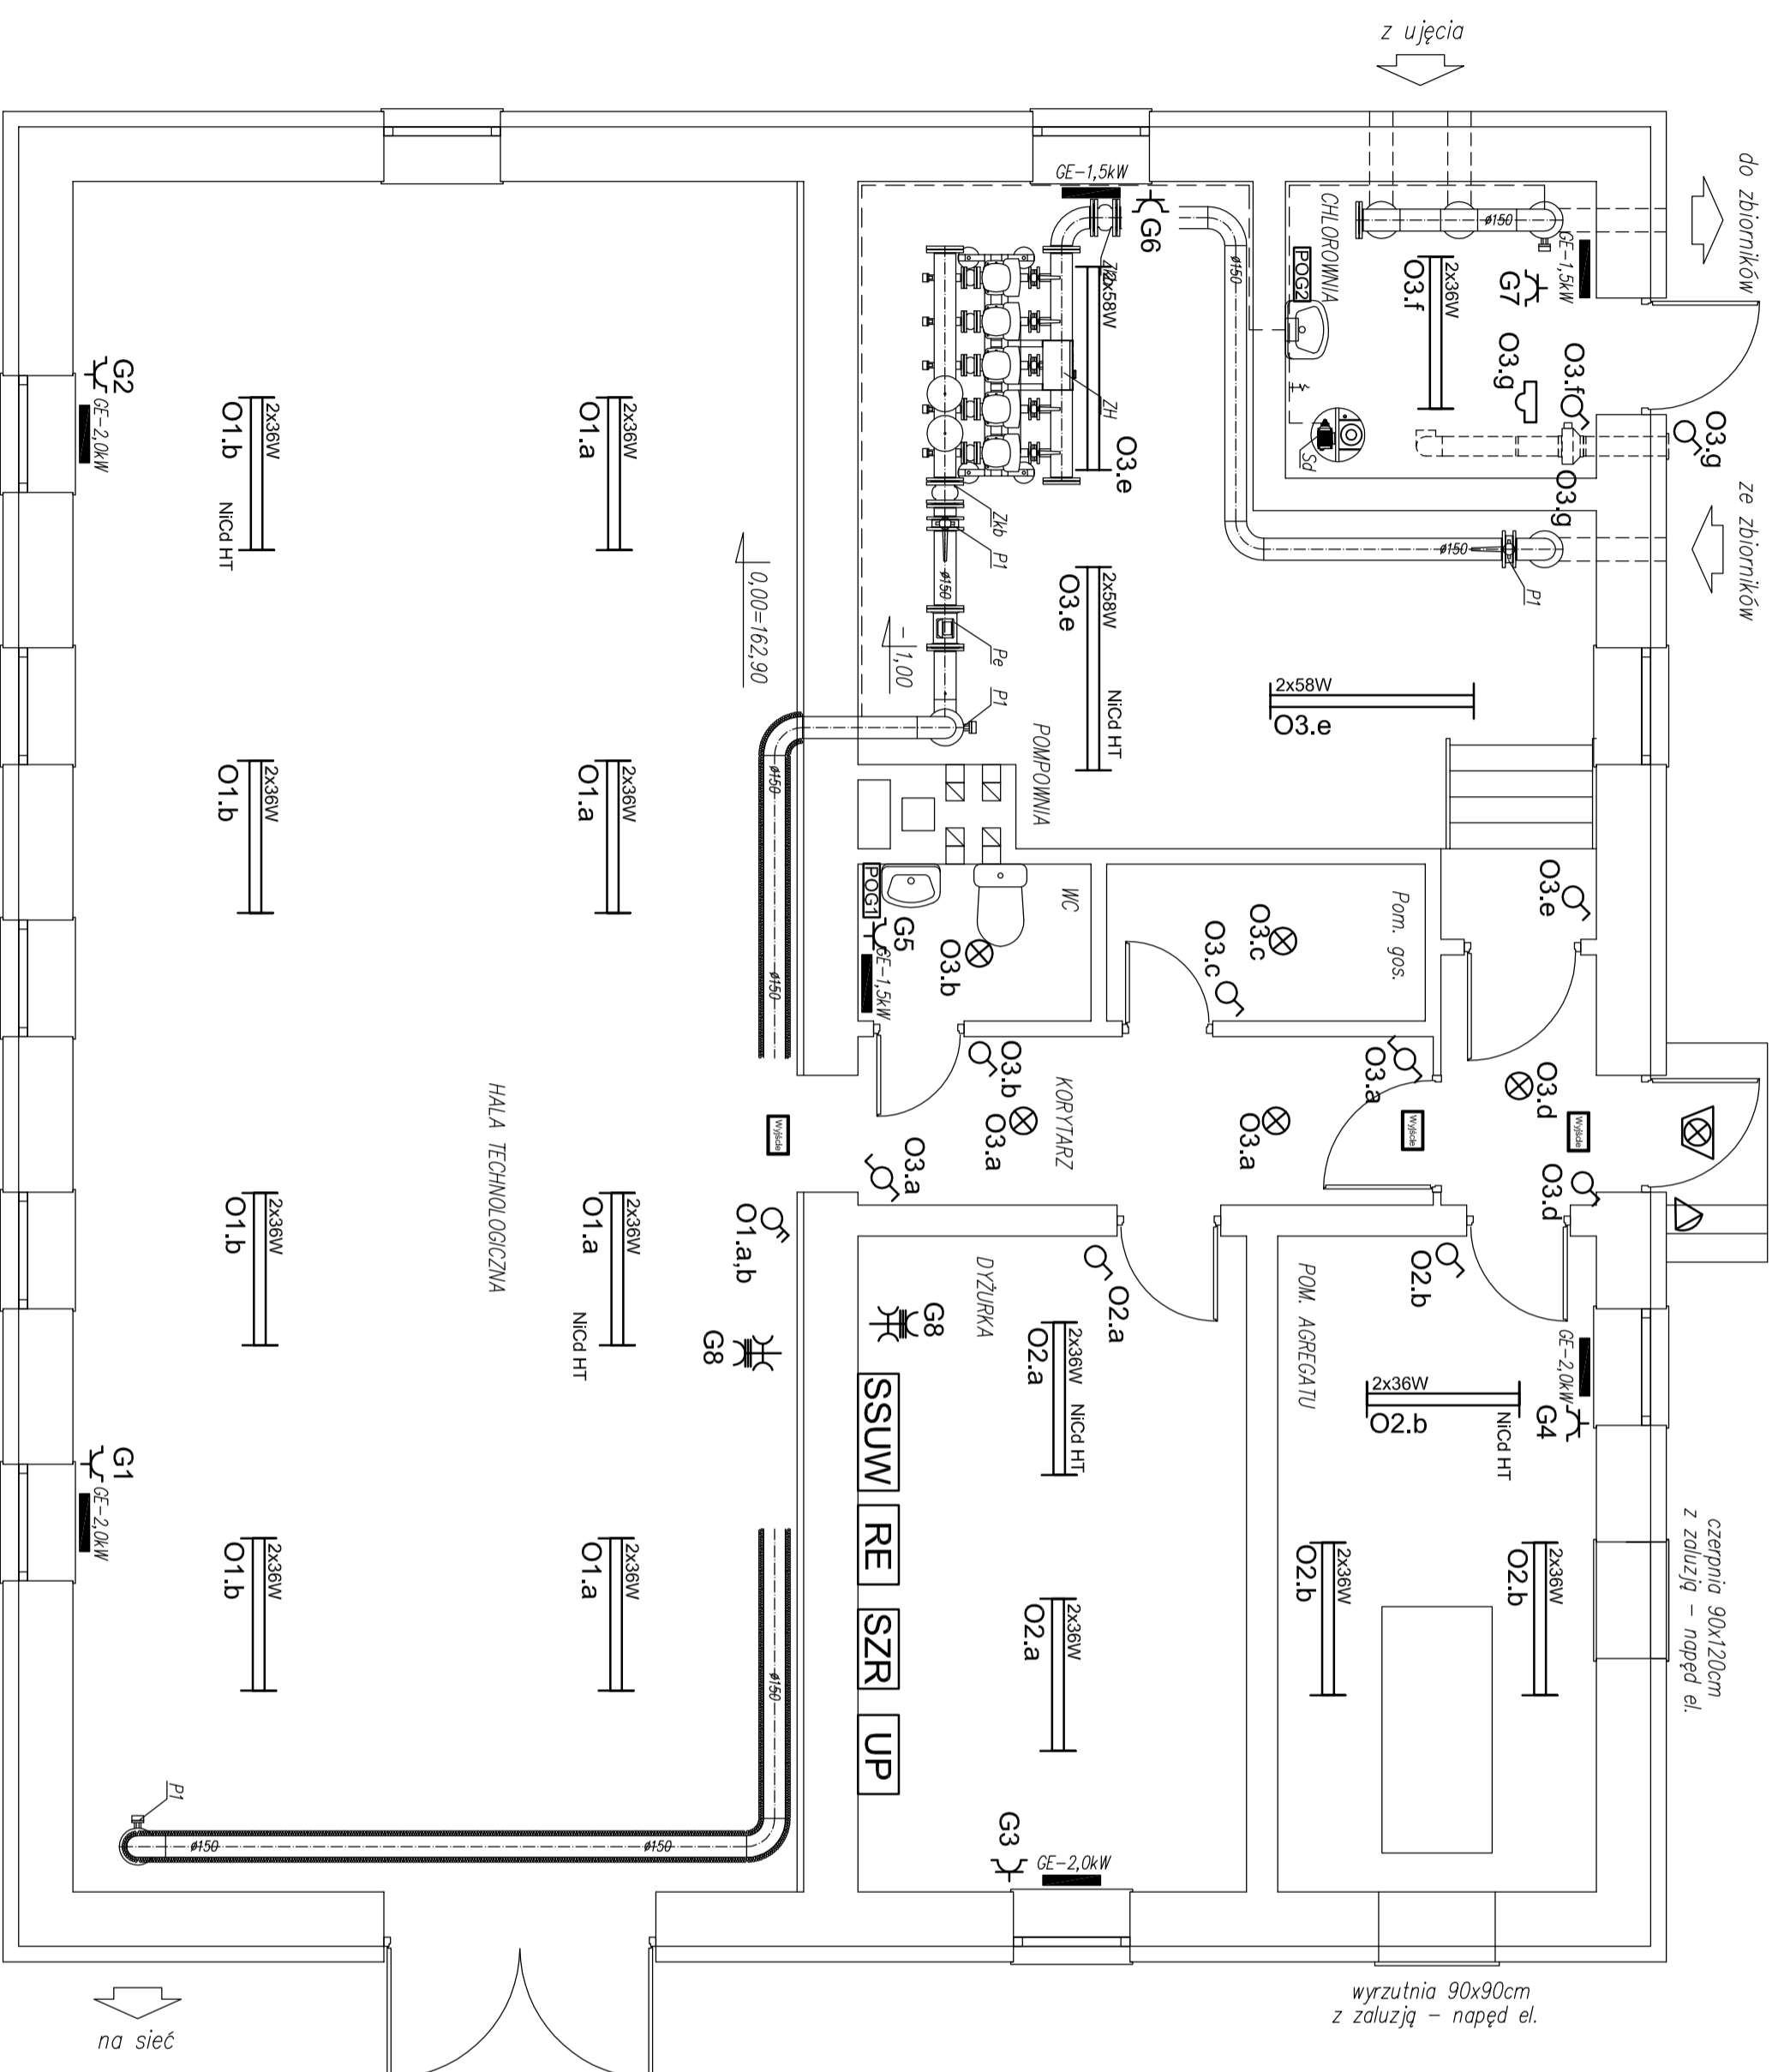 z ujęcia
do zbiorników
ze zbiorników
CHLOROWNIA
POG2
2x36W
O3.f
ø150
GE-1,5kW
G7
O3.g
O3.f
O3.g
O3.g
Sd
GE-1,5kW
G6
ø150
ø150
P1
2x58W
O3.e
ZH
Zkb
P1
ø150
Pe
P1
-1,00
2x58W
O3.e
NiCd HT
2x58W
O3.e
POMPOWNIA
0,00=162,90
G2
GE-2,0kW
2x36W
O1.b
NiCd HT
2x36W
O1.a
2x36W
O1.b
2x36W
O1.a
ø150
ø150
POG1
G5
GE-1,5kW
WC
O3.b
Pom. gos.
O3.c
O3.c
O3.e
O3.b
O3.a
KORYTARZ
O3.a
O3.a
O3.a
O3.d
O3.d
Wyjście
Wyjście
Wyjście
HALA TECHNOLOGICZNA
2x36W
O1.b
2x36W
O1.a
NiCd HT
O1.a,b
G8
G8
DYŻURKA
O2.a
2x36W
O2.a
NiCd HT
SSUW
RE
SZR
UP
2x36W
O2.a
G3
GE-2,0kW
POM. AGREGATU
O2.b
GE-2,0kW
G4
2x36W
O2.b
NiCd HT
2x36W
O2.b
2x36W
O2.b
czerpnia 90x120cm
z zaluzją - napęd el.
G1
GE-2,0kW
2x36W
O1.b
2x36W
O1.a
ø150
P1
ø150
ø150
wyrzutnia 90x90cm
z zaluzją - napęd el.
na sieć